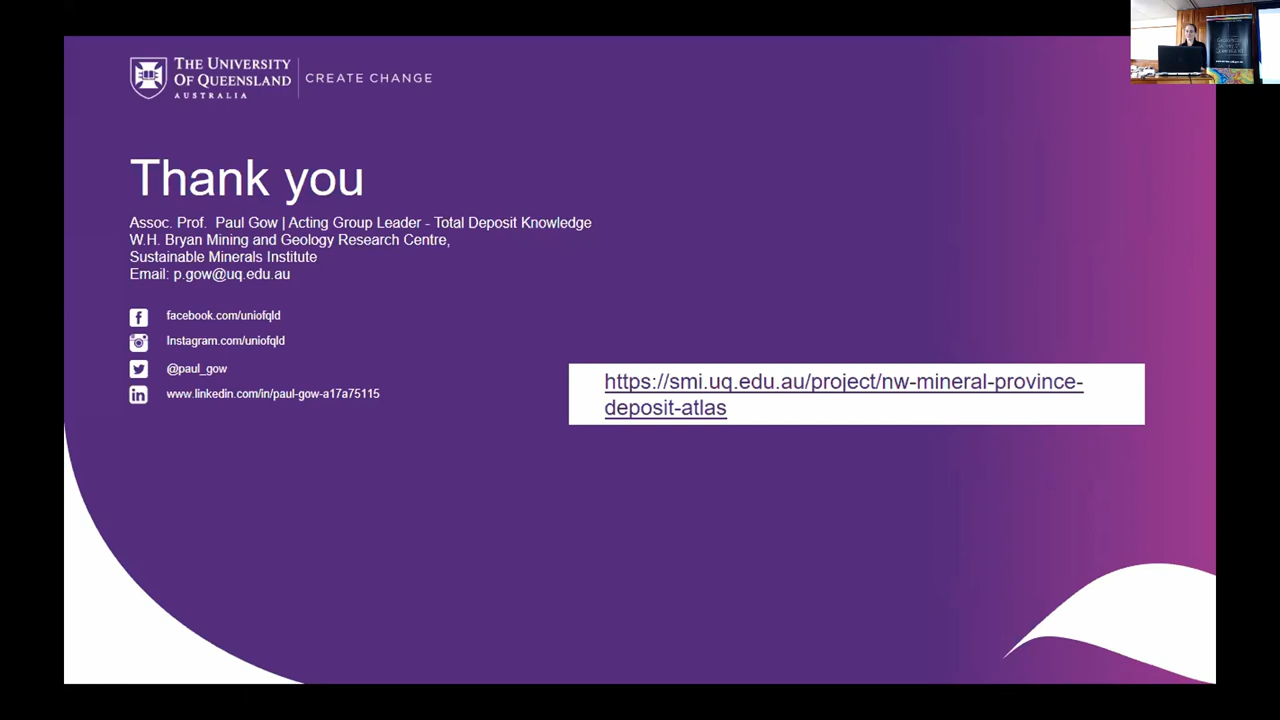 THE UNIVERSITY
OF QUEENSLAND
AUSTRALIA
CREATE CHANGE
Thank you
Assoc. Prof. Paul Gow | Acting Group Leader - Total Deposit Knowledge
W.H. Bryan Mining and Geology Research Centre,
Sustainable Minerals Institute
Email: p.gow@uq.edu.au
facebook.com/uniofqld
Instagram.com/uniofqld
@paul_gow
www.linkedin.com/in/paul-gow-a17a75115
https://smi.uq.edu.au/project/nw-mineral-province-
deposit-atlas